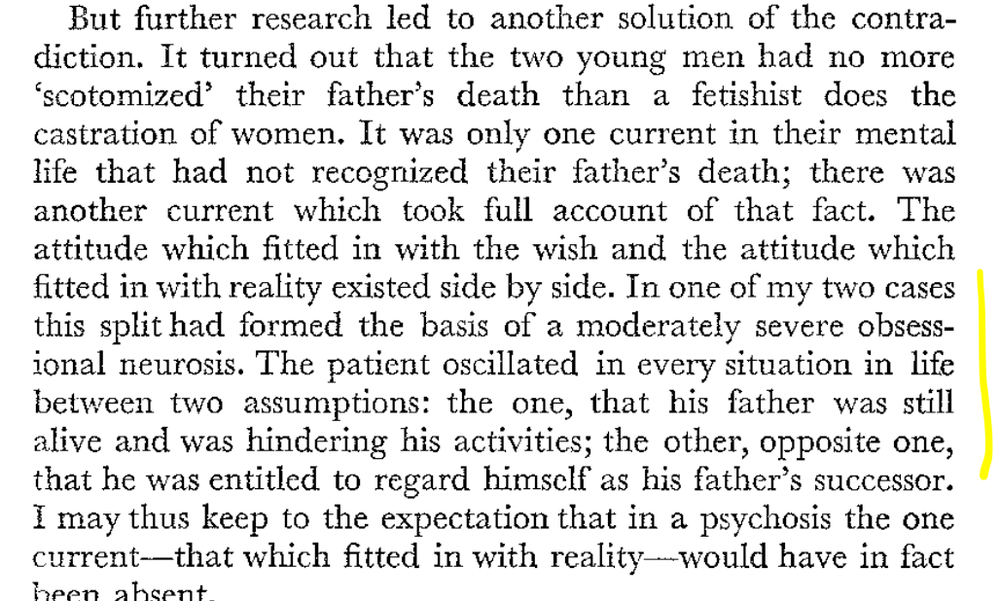 But further research led to another solution of the contra-
diction. It turned out that the two young men had no more
‘scotomized’ their father’s death than a fetishist does the
castration of women. It was only one current in their mental
life that had not recognized their father’s death; there was
another current which took full account of that fact. The
attitude which fitted in with the wish and the attitude which
fitted in with reality existed side by side. In one of my two cases
this split had formed the basis of a moderately severe obsess-
ional neurosis. The patient oscillated in every situation in life
between two assumptions: the one, that his father was still
alive and was hindering his activities; the other, opposite one,
that he was entitled to regard himself as his father’s successor.
I may thus keep to the expectation that in a psychosis the one
current—that which fitted in with reality—would have in fact
been absent.